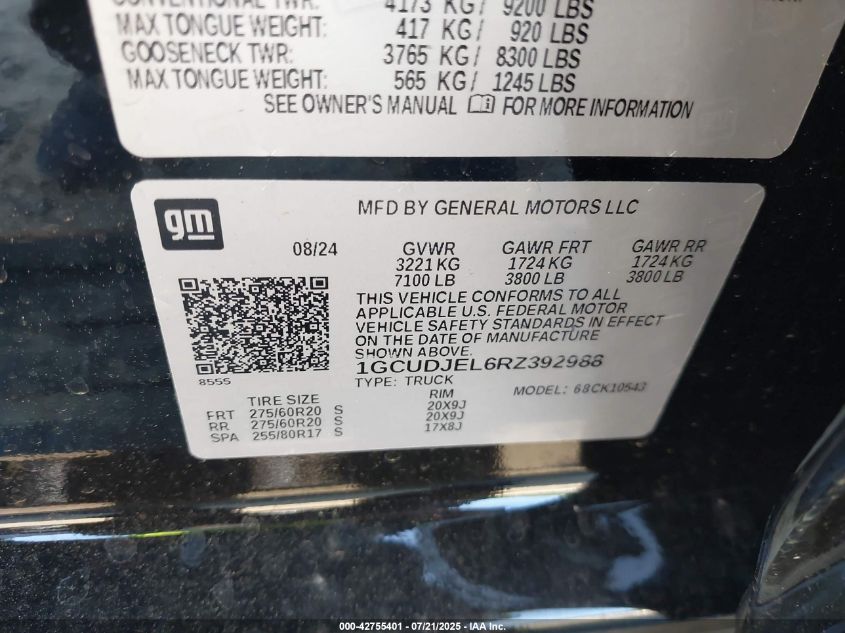 CONVENTIONAL TWR: 4173 KG/ 9200 LBS
MAX TONGUE WEIGHT: 417 KG/ 920 LBS
GOOSENECK TWR: 3765 KG/ 8300 LBS
MAX TONGUE WEIGHT: 565 KG/ 1245 LBS
SEE OWNER'S MANUAL FOR MORE INFORMATION
gm
MFD BY GENERAL MOTORS LLC
08/24 GVWR GAWR FRT GAWR RR
3221 KG 1724 KG 1724 KG
7100 LB 3800 LB 3800 LB
THIS VEHICLE CONFORMS TO ALL
APPLICABLE U.S. FEDERAL MOTOR
VEHICLE SAFETY STANDARDS IN EFFECT
ON THE DATE OF MANUFACTURE
SHOWN ABOVE.
1GCUDJEL6RZ392988
8555
TYPE: TRUCK MODEL: 68CK10543
TIRE SIZE RIM
FRT 275/60R20 S 20X9J
RR 275/60R20 S 20X9J
SPA 255/80R17 S 17X8J
000-42755401 - 07/21/2025 - IAA Inc.